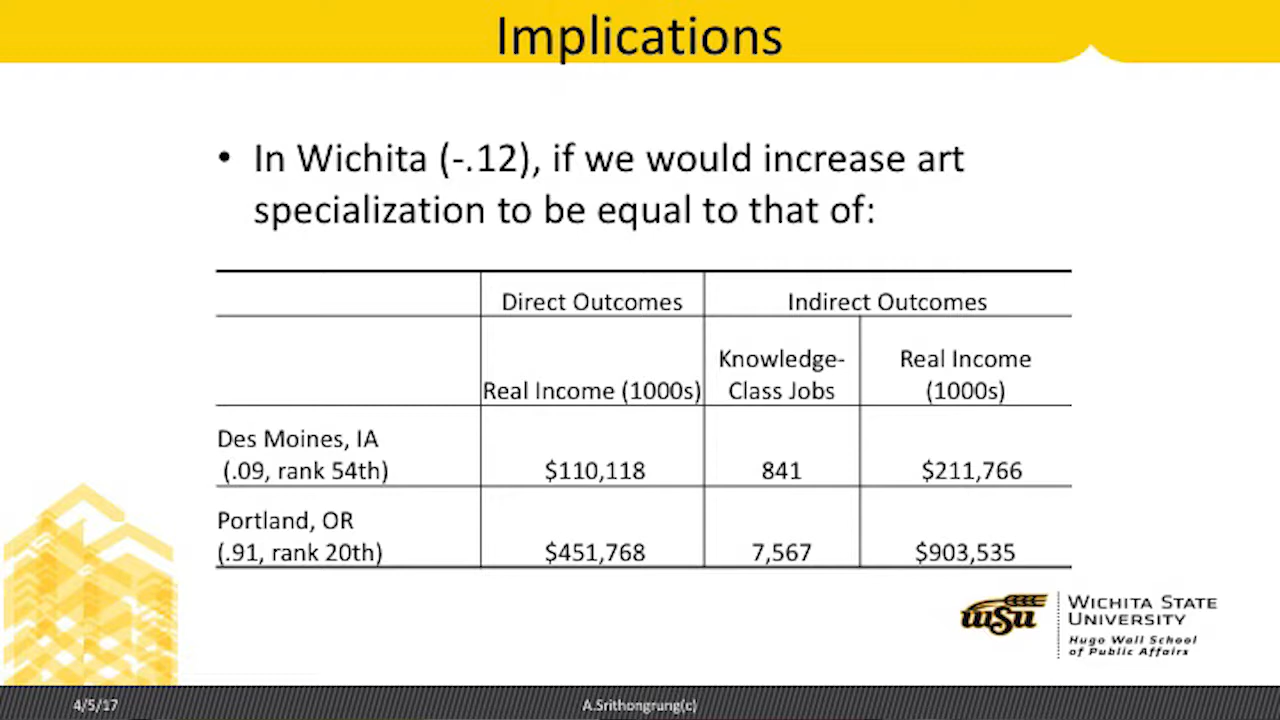 Implications
• In Wichita (-.12), if we would increase art
specialization to be equal to that of:
Direct Outcomes Indirect Outcomes
Real Income (1000s) Knowledge-
Class Jobs Real Income
(1000s)
Des Moines, IA
(.09, rank 54th) $110,118 841 $211,766
Portland, OR
(.91, rank 20th) $451,768 7,567 $903,535
wsu
WICHITA STATE
UNIVERSITY
Hugo Wall School
of Public Affairs
4/5/17 A.Srithongrung(c)